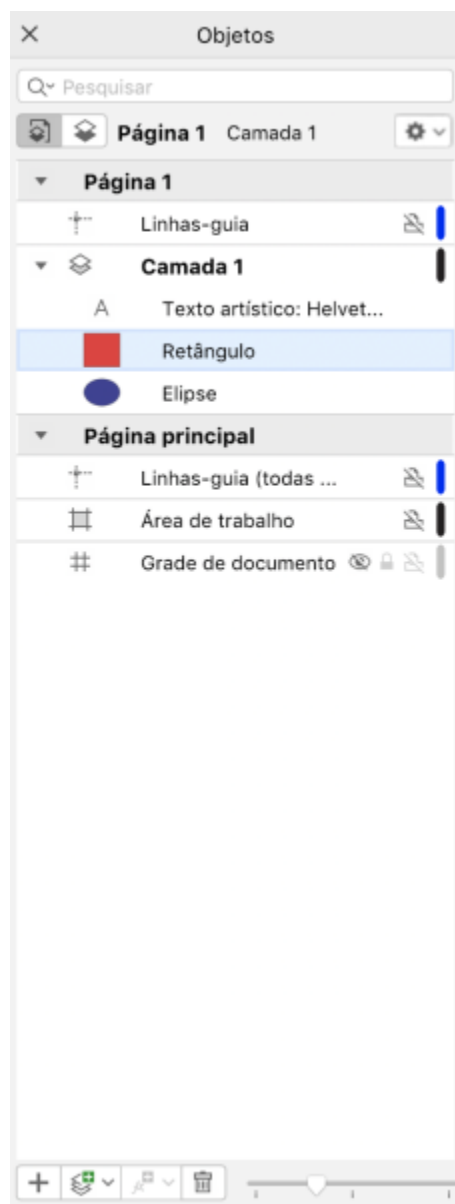 Objetos
Pesquisar
Página 1 Camada 1
Página 1
Linhas-guia
Camada 1
A Texto artístico: Helvet...
Retângulo
Elipse
Página principal
Linhas-guia (todas ...
Área de trabalho
Grade de documento